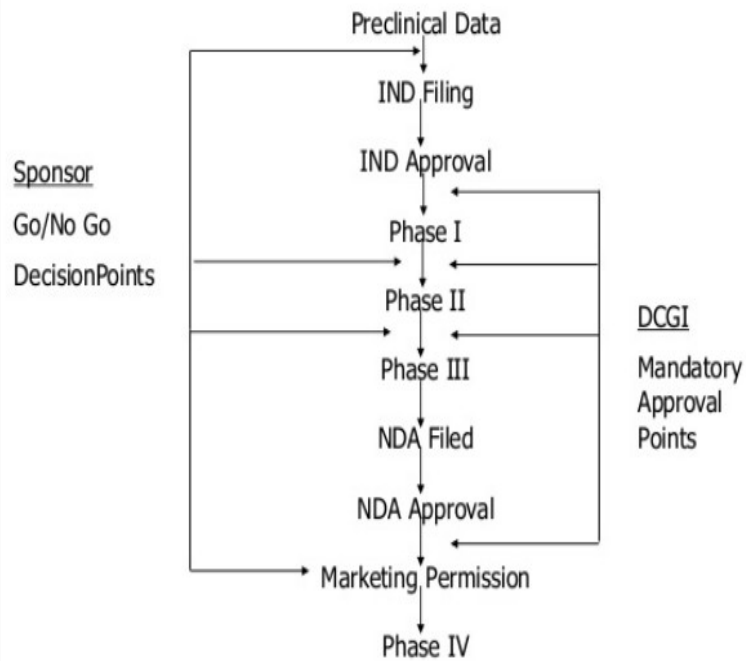 Preclinical Data
IND Filing
IND Approval
Sponsor
Go/No Go
DecisionPoints
Phase I
Phase II
DCGI
Mandatory
Approval
Points
Phase III
NDA Filed
NDA Approval
Marketing Permission
Phase IV